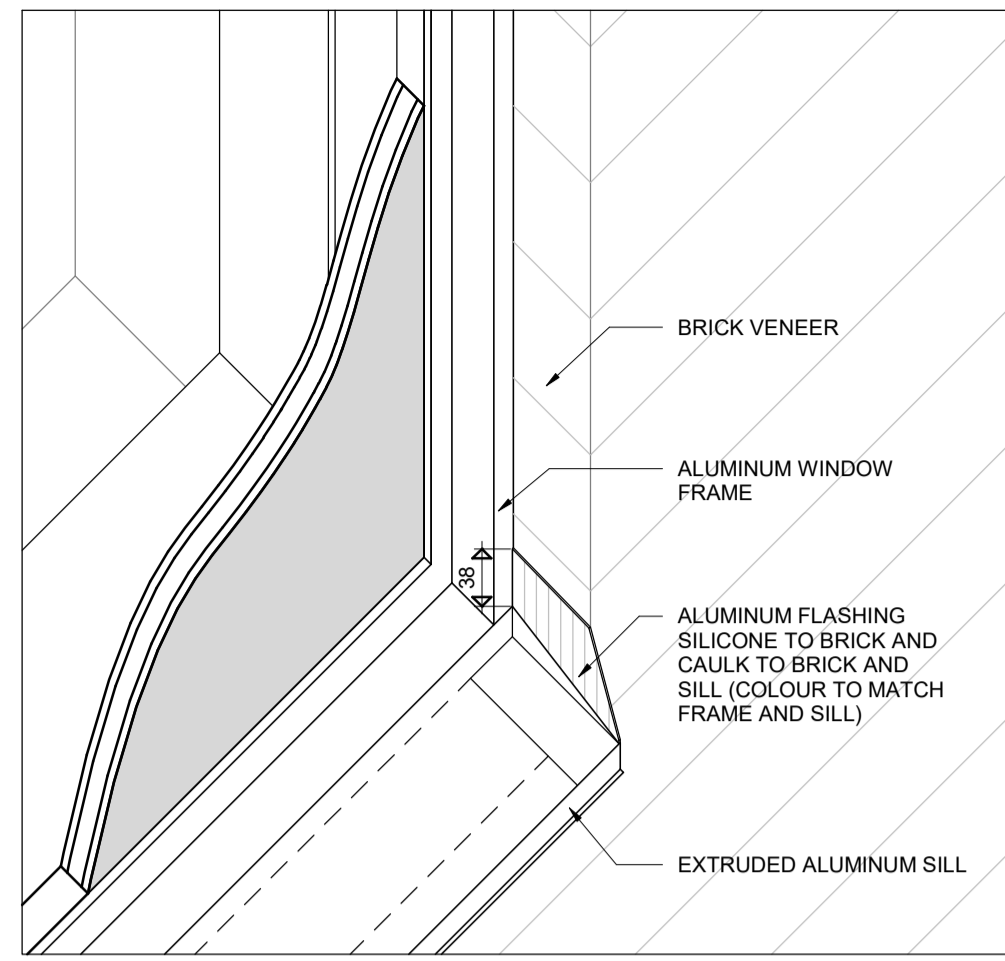 BRICK VENEER
ALUMINUM WINDOW
FRAME
38
ALUMINUM FLASHING
SILICONE TO BRICK AND
CAULK TO BRICK AND
SILL (COLOUR TO MATCH
FRAME AND SILL)
EXTRUDED ALUMINUM SILL